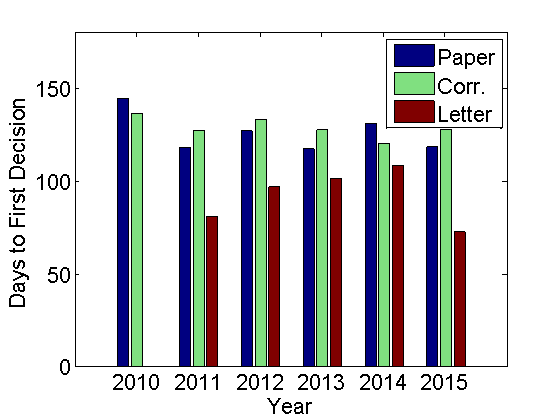 Paper
Corr.
Letter
Days to First Decision
150
100
50
0
2010 2011 2012 2013 2014 2015
Year